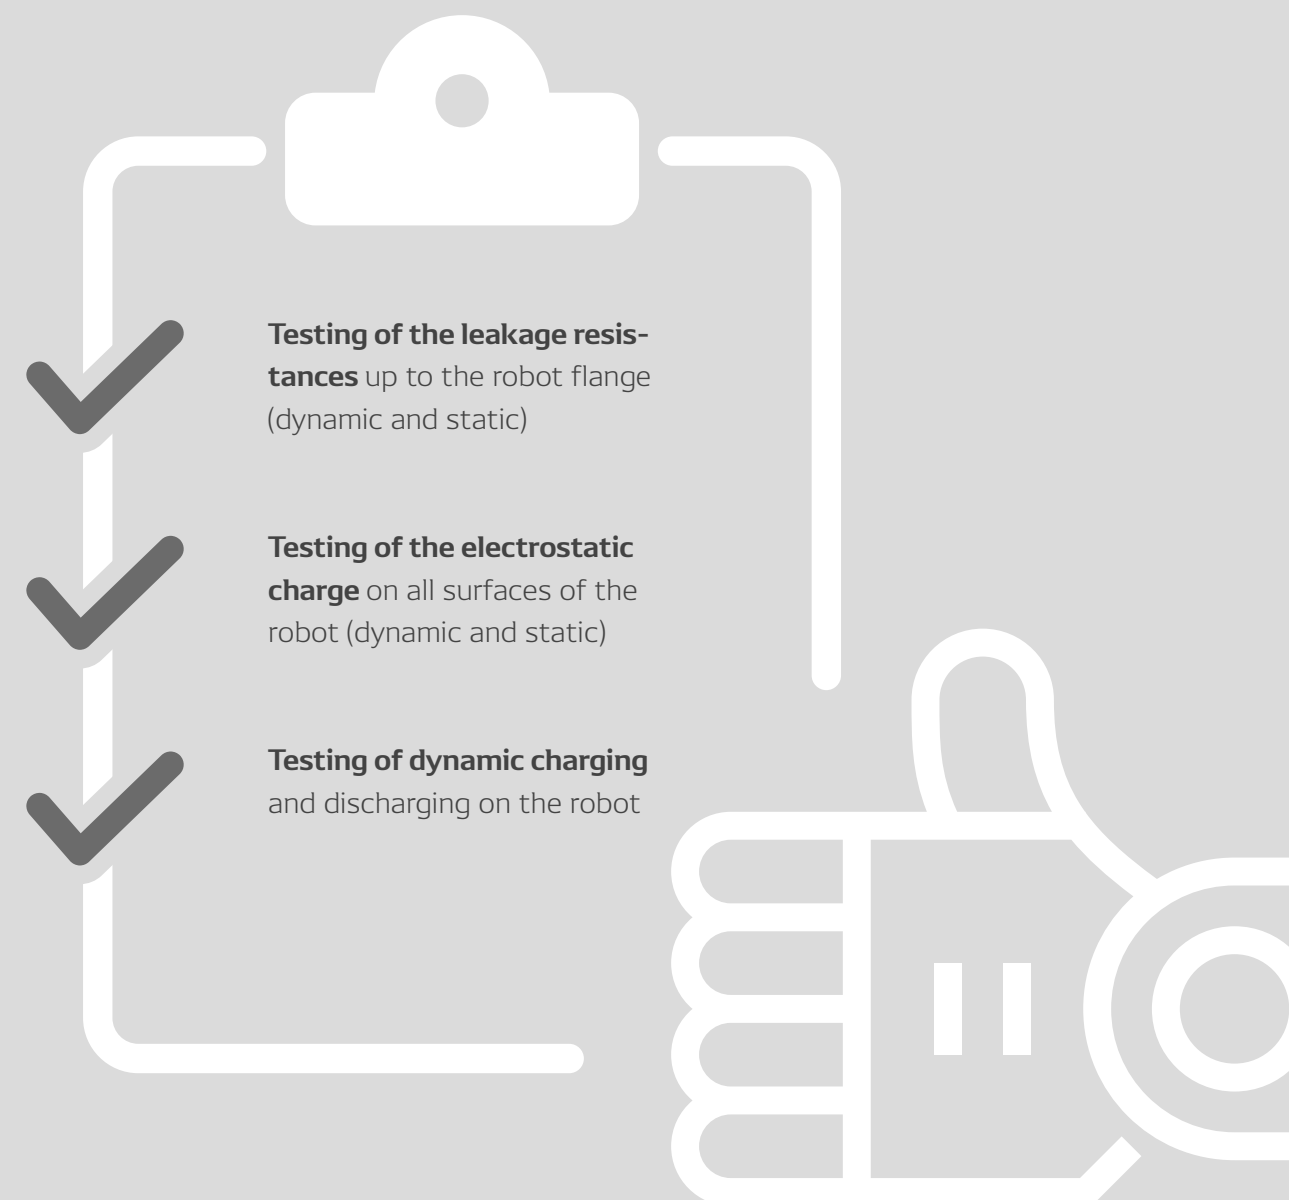 Testing of the leakage resis-
tances up to the robot flange
(dynamic and static)
Testing of the electrostatic
charge on all surfaces of the
robot (dynamic and static)
Testing of dynamic charging
and discharging on the robot